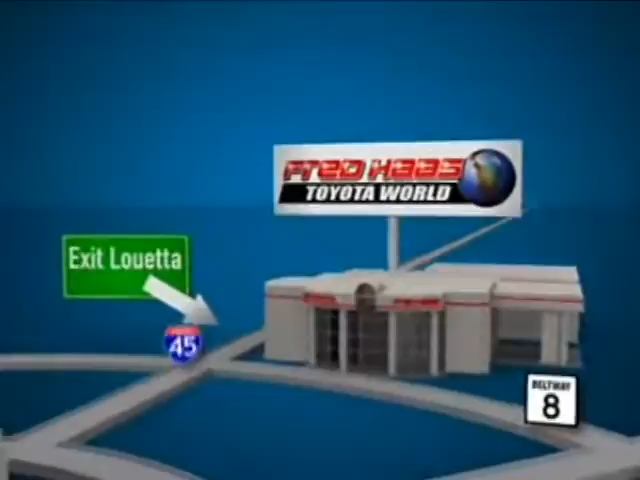 FRED HAAS
TOYOTA WORLD
Exit Louetta
45
BELTWAY
8